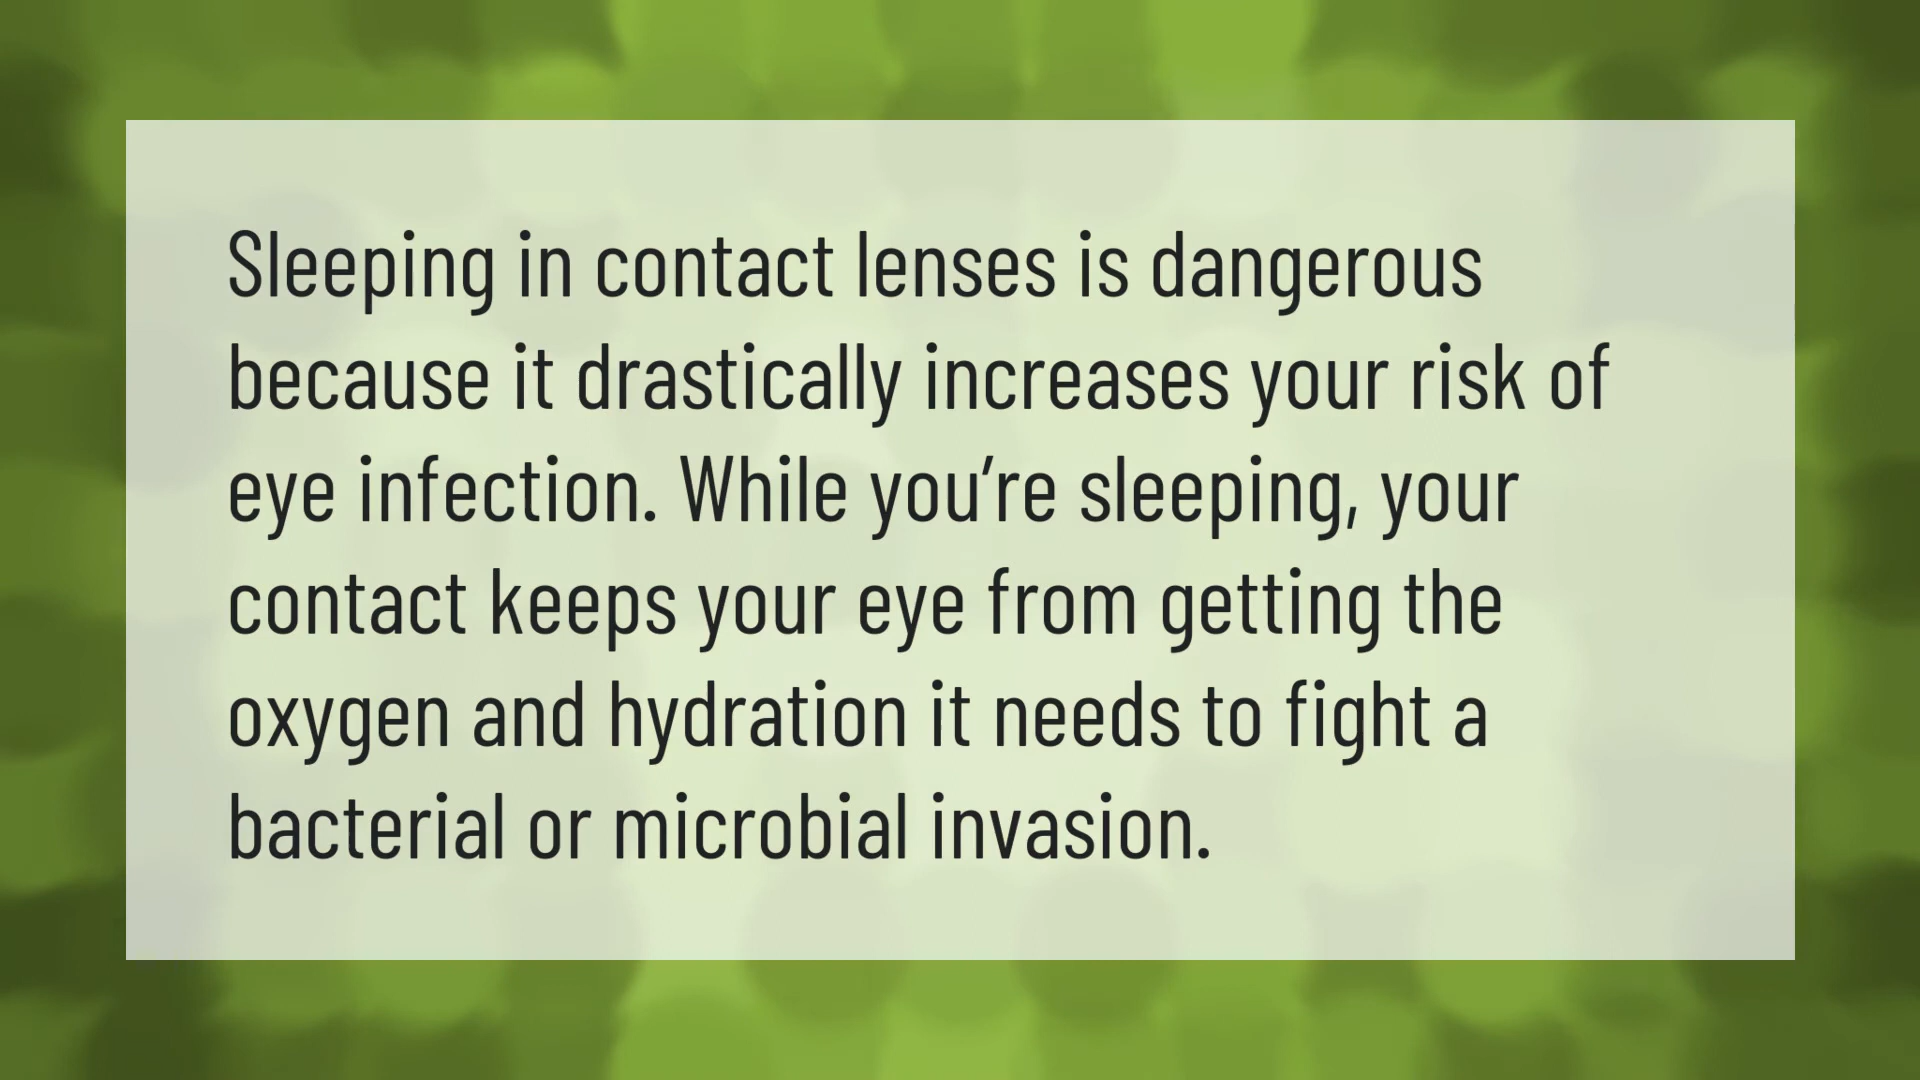 Sleeping in contact lenses is dangerous
because it drastically increases your risk of
eye infection. While you’re sleeping, your
contact keeps your eye from getting the
oxygen and hydration it needs to fight a
bacterial or microbial invasion.